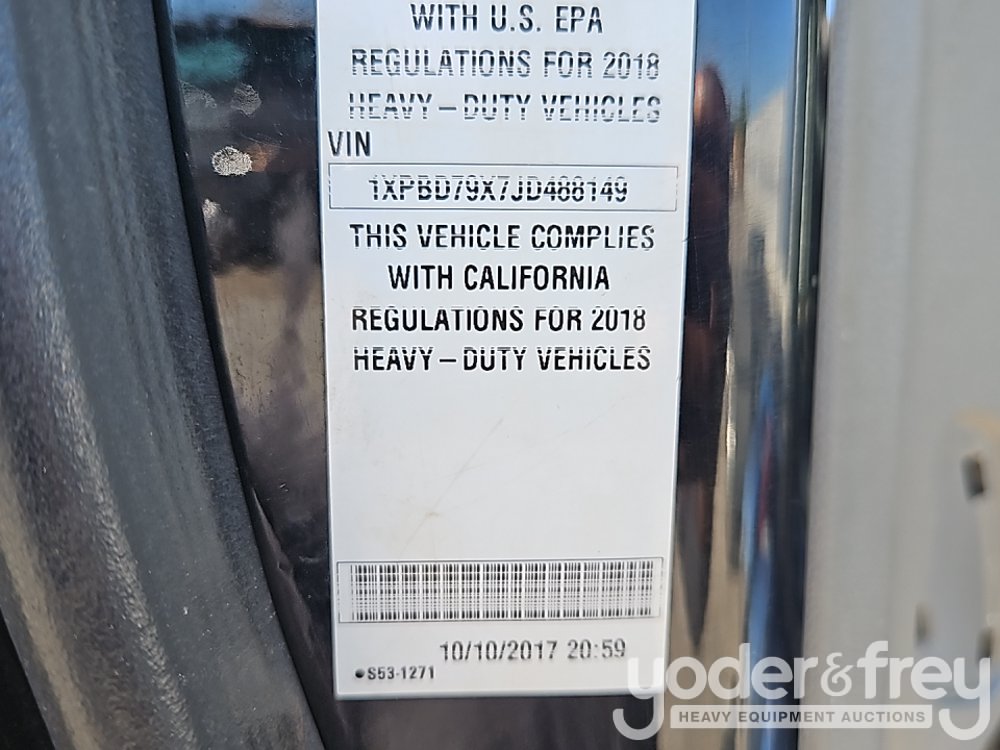 WITH U.S. EPA
REGULATIONS FOR 2018
HEAVY – DUTY VEHICLES
VIN
1XPBD79X7JD488149
THIS VEHICLE COMPLIES
WITH CALIFORNIA
REGULATIONS FOR 2018
HEAVY – DUTY VEHICLES
10/10/2017 20:59
●S53-1271
yoder&frey
HEAVY EQUIPMENT AUCTIONS